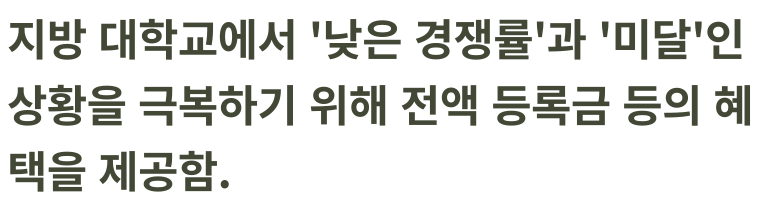 지방 대학교에서 '낮은 경쟁률'과 '미달'인
상황을 극복하기 위해 전액 등록금 등의 혜
택을 제공함.